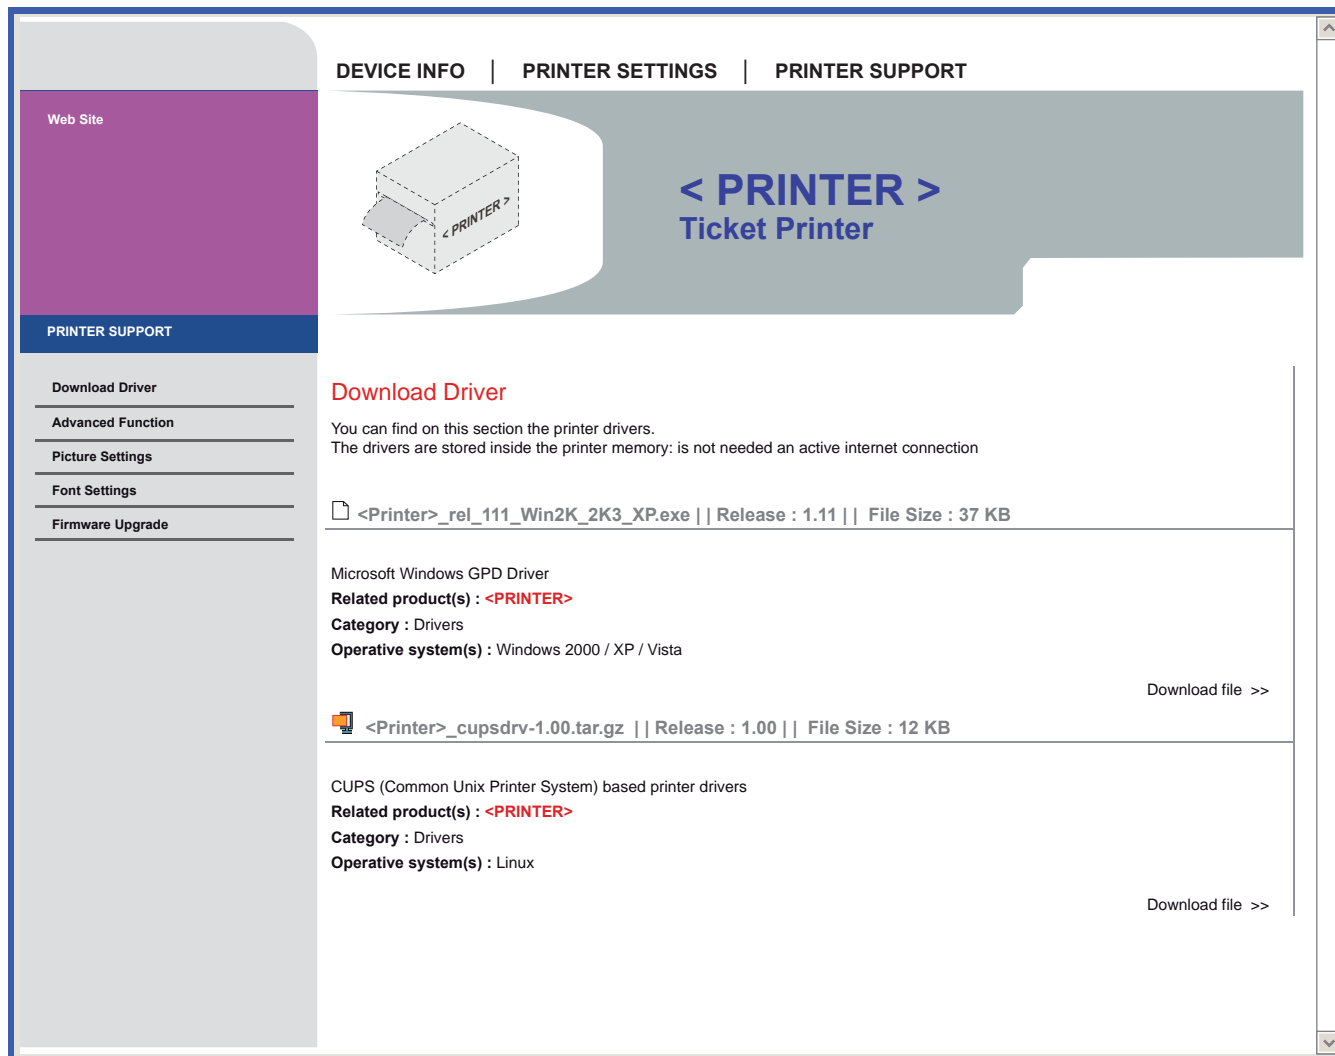 DEVICE INFO | PRINTER SETTINGS | PRINTER SUPPORT
Web Site
< PRINTER >
< PRINTER >
Ticket Printer
PRINTER SUPPORT
Download Driver
Advanced Function
Picture Settings
Font Settings
Firmware Upgrade
Download Driver
You can find on this section the printer drivers.
The drivers are stored inside the printer memory: is not needed an active internet connection
<Printer>_rel_111_Win2K_2K3_XP.exe | | Release : 1.11 | | File Size : 37 KB
Microsoft Windows GPD Driver
Related product(s) : <PRINTER>
Category : Drivers
Operative system(s) : Windows 2000 / XP / Vista
Download file >>
<Printer>_cupsdrv-1.00.tar.gz | | Release : 1.00 | | File Size : 12 KB
CUPS (Common Unix Printer System) based printer drivers
Related product(s) : <PRINTER>
Category : Drivers
Operative system(s) : Linux
Download file >>